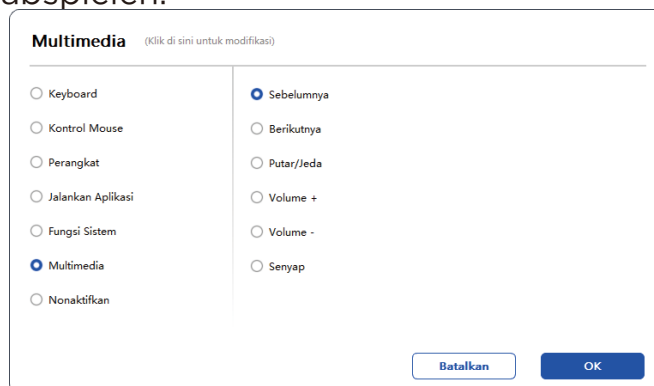 abspielen.
Multimedia (Klik di sini untuk modifikasi)
Keyboard
Kontrol Mouse
Perangkat
Jalankan Aplikasi
Fungsi Sistem
Multimedia
Nonaktifkan
Sebelumnya
Berikutnya
Putar/Jeda
Volume +
Volume -
Senyap
Batalkan OK